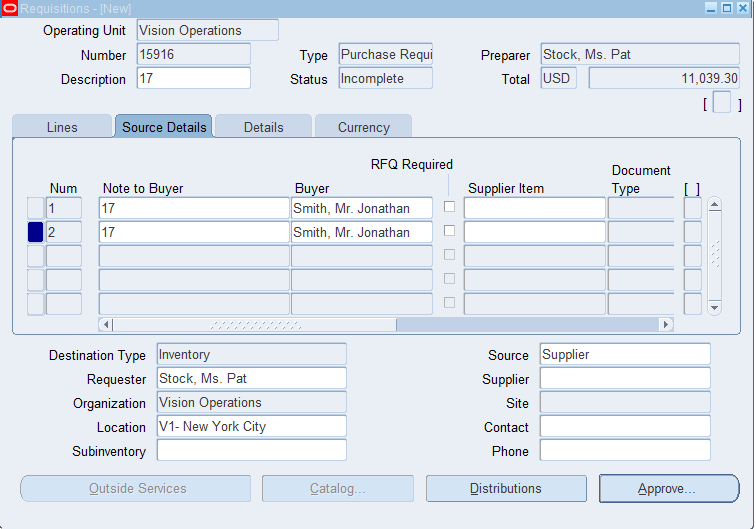 Requisitions - [New]
Operating Unit Vision Operations
Number 15916 Type Purchase Requi Preparer Stock, Ms. Pat
Description 17 Status Incomplete Total USD 11,039.30
[ ]
Lines Source Details Details Currency
RFQ Required
Document
Num Note to Buyer Buyer Supplier Item Type [ ]
1 17 Smith, Mr. Jonathan
2 17 Smith, Mr. Jonathan
Destination Type Inventory Source Supplier
Requester Stock, Ms. Pat Supplier
Organization Vision Operations Site
Location V1- New York City Contact
Subinventory Phone
Outside Services Catalog... Distributions Approve...